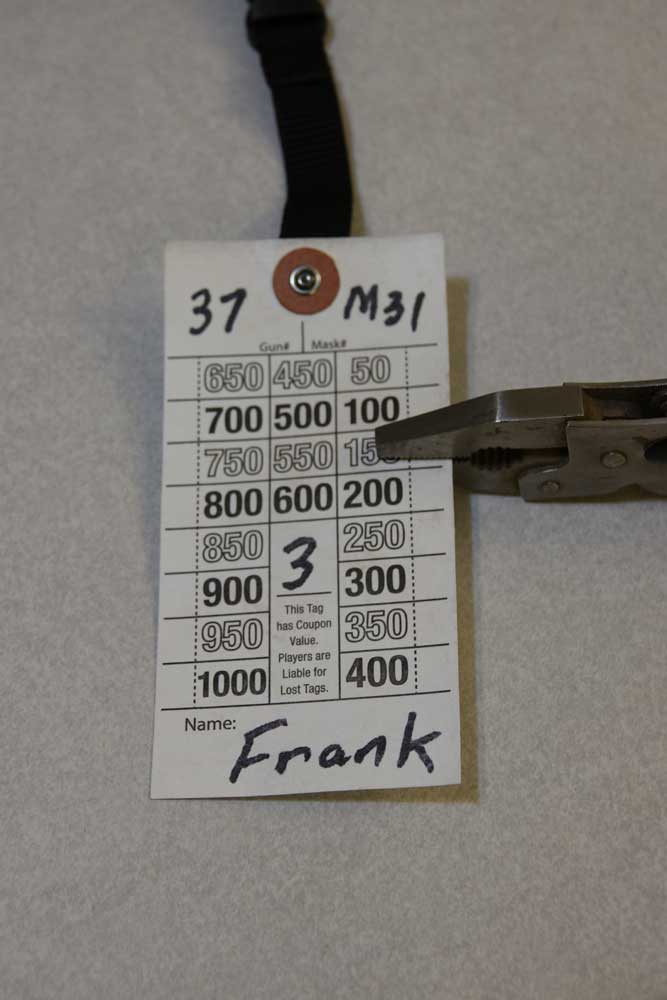 37 M31
Gun# Mask#
650 450 50
700 500 100
750 550 15
800 600 200
850 250
3
900 300
This Tag
has Coupon
950 Value. 350
Players are
Liable for
1000 Lost Tags. 400
Name: Frank